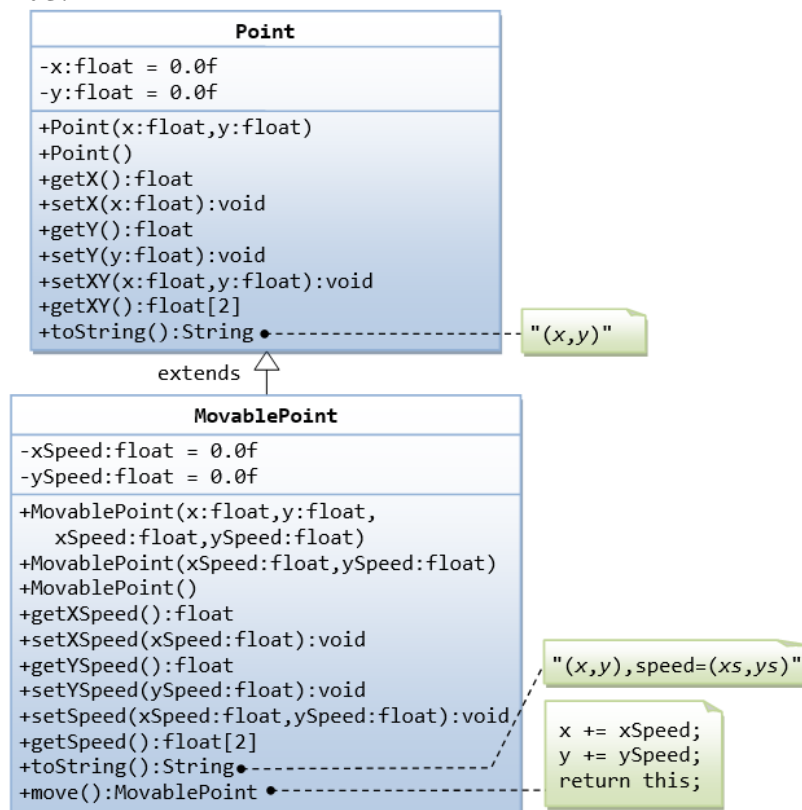 Point
-x:float = 0.0f
-y:float = 0.0f
+Point(x:float,y:float)
+Point()
+getX():float
+setX(x:float):void
+getY():float
+setY(y:float):void
+setXY(x:float,y:float):void
+getXY():float[2]
+toString():String
"(x,y)"
extends
MovablePoint
-xSpeed:float = 0.0f
-ySpeed:float = 0.0f
+MovablePoint(x:float,y:float,
xSpeed:float,ySpeed:float)
+MovablePoint(xSpeed:float,ySpeed:float)
+MovablePoint()
+getXSpeed():float
+setXSpeed(xSpeed:float):void
+getYSpeed():float
+setYSpeed(ySpeed:float):void
+setSpeed(xSpeed:float,ySpeed:float):void
+getSpeed():float[2]
+toString():String
+move():MovablePoint
"(x,y),speed=(xs,ys)"
x += xSpeed;
y += ySpeed;
return this;